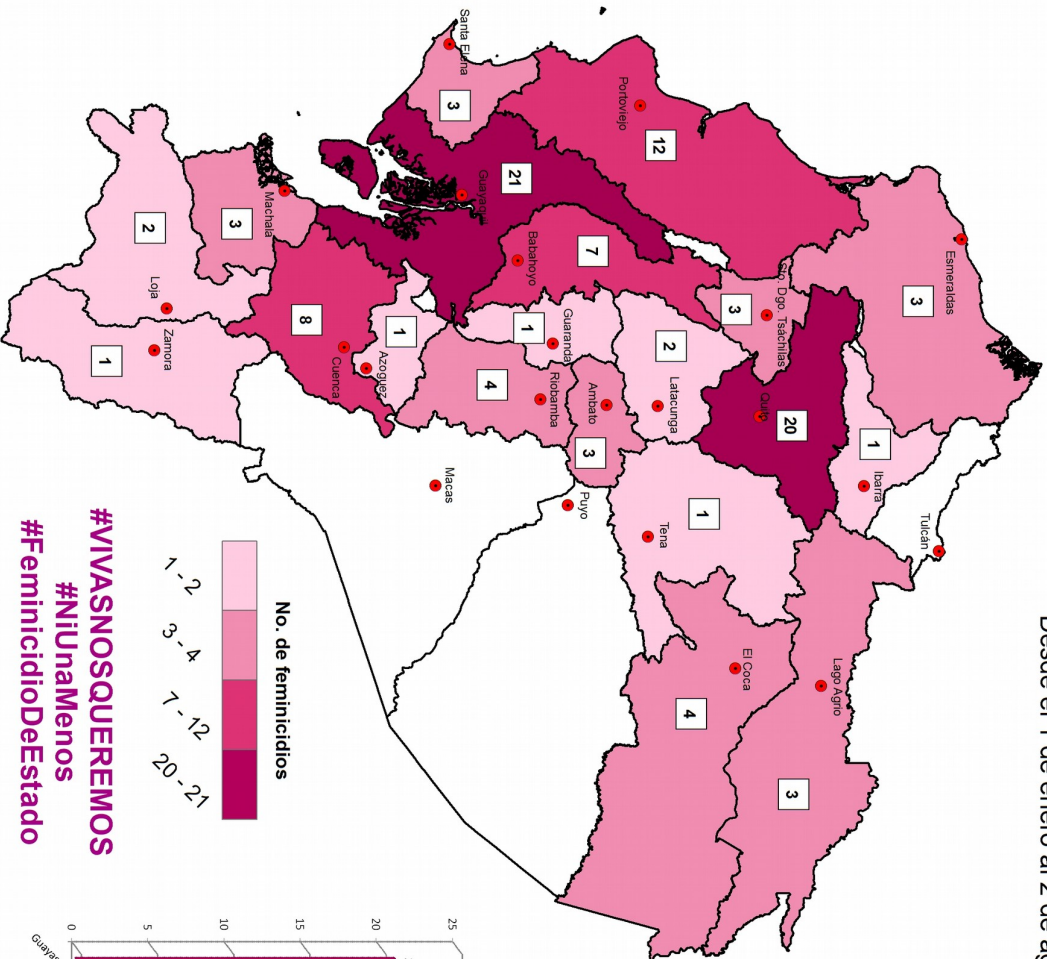 Desde el 1 de enero al 2 de
Esmeraldas
Tulcán
3
Ibarra
1
Lago Agrio
3
20
Sto. Dgo. Tsáchilas
Quito
El Coca
3
1
4
Latacunga
2
Tena
12
Portoviejo
7
Ambato
3
Puyo
Guaranda
Riobamba
Babahoyo
1
21
4
Guayaquil
Santa Elena
3
Macas
1
Azoguez
Cuenca
8
Machala
3
2
Loja
Zamora
1
No. de feminicidios
1 - 2
3 - 4
7 - 12
20 - 21
#VIVASNOSQUEREMOS
#NiUnaMenos
#FeminicidioDeEstado
25
20
15
10
5
0